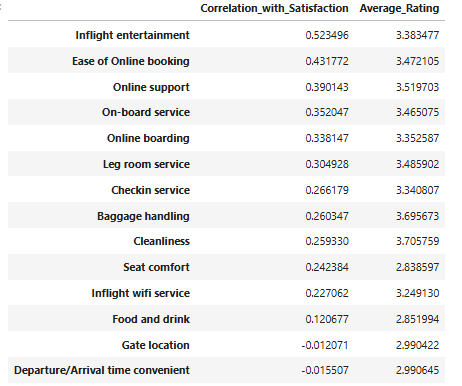 Correlation_with_Satisfaction Average_Rating
Inflight entertainment 0.523496 3.383477
Ease of Online booking 0.431772 3.472105
Online support 0.390143 3.519703
On-board service 0.352047 3.465075
Online boarding 0.338147 3.352587
Leg room service 0.304928 3.485902
Checkin service 0.266179 3.340807
Baggage handling 0.260347 3.695673
Cleanliness 0.259330 3.705759
Seat comfort 0.242384 2.838597
Inflight wifi service 0.227062 3.249130
Food and drink 0.120677 2.851994
Gate location -0.012071 2.990422
Departure/Arrival time convenient -0.015507 2.990645